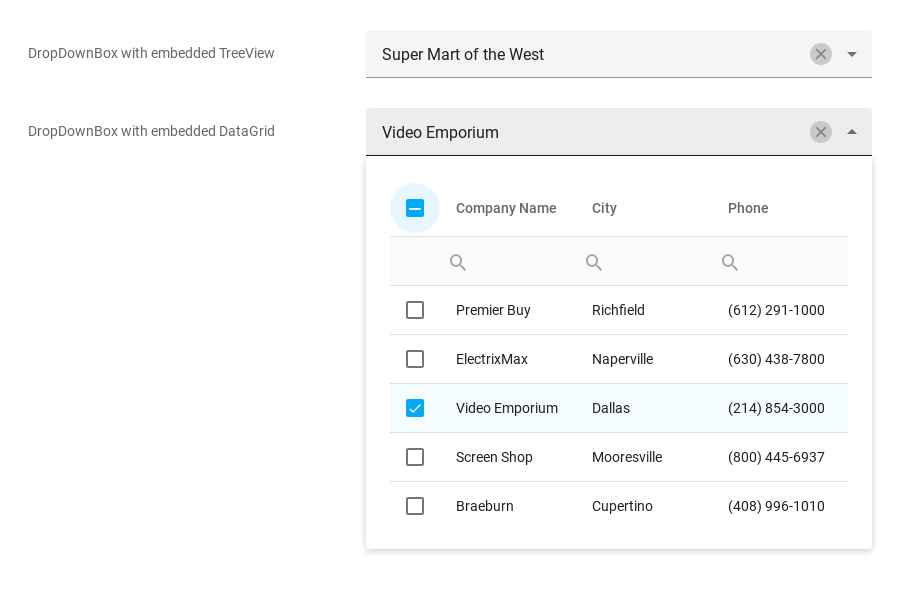 DropDownBox with embedded TreeView
Super Mart of the West
DropDownBox with embedded DataGrid
Video Emporium
Company Name City Phone
Premier Buy Richfield (612) 291-1000
ElectrixMax Naperville (630) 438-7800
Video Emporium Dallas (214) 854-3000
Screen Shop Mooresville (800) 445-6937
Braeburn Cupertino (408) 996-1010